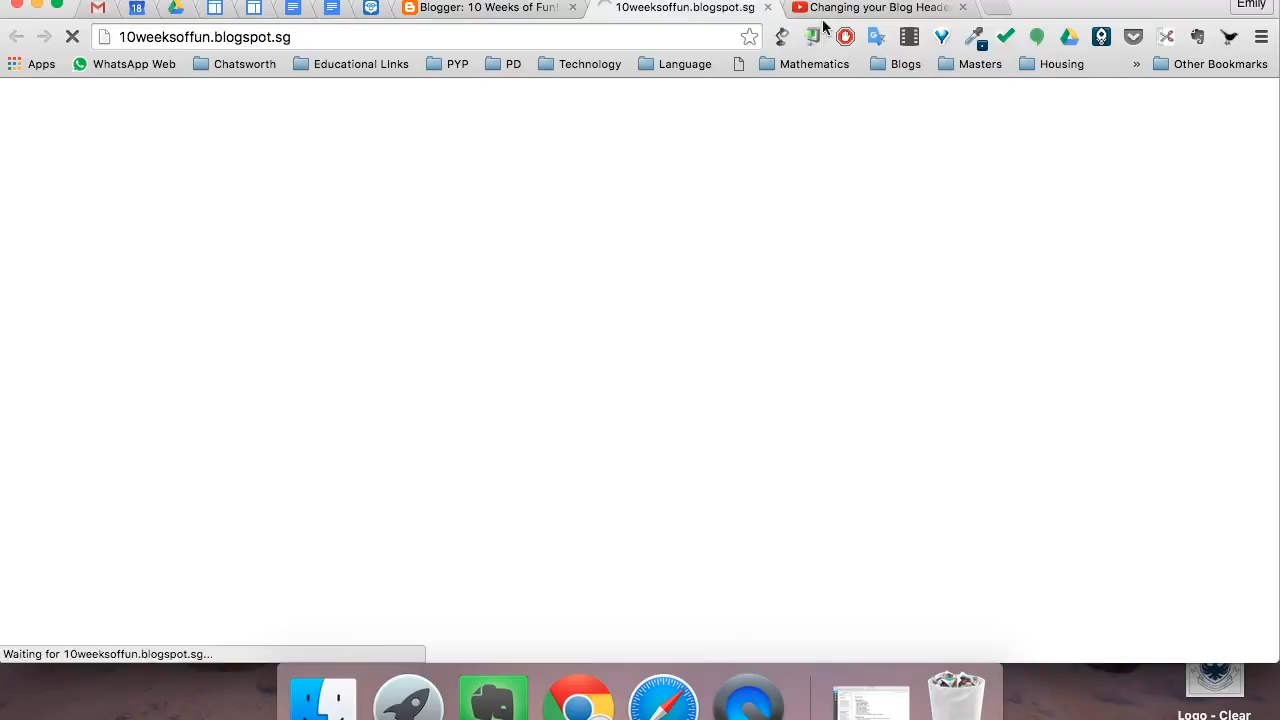 Blogger: 10 Weeks of Fun!
10weeksoffun.blogspot.sg
Changing your Blog Heade
Emily
18
10weeksoffun.blogspot.sg
Apps
WhatsApp Web
Chatsworth
Educational LInks
PYP
PD
Technology
Language
Mathematics
Blogs
Masters
Housing
»
Other Bookmarks
Waiting for 10weeksoffun.blogspot.sg...
Logo - Clear